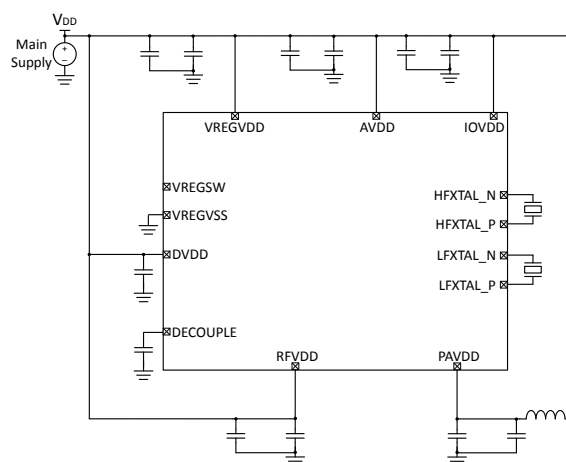 VDD
Main
Supply
+
–
VREGVDD
AVDD
IOVDD
VREGSW
HFXTAL_N
VREGVSS
HFXTAL_P
DVDD
LFXTAL_N
LFXTAL_P
DECOUPLE
RFVDD
PAVDD